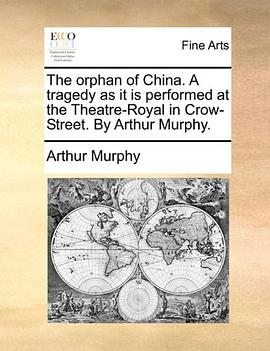 ECCO
Fine Arts
The orphan of China. A
tragedy as it is performed at
the Theatre-Royal in Crow-
Street. By Arthur Murphy.
Arthur Murphy